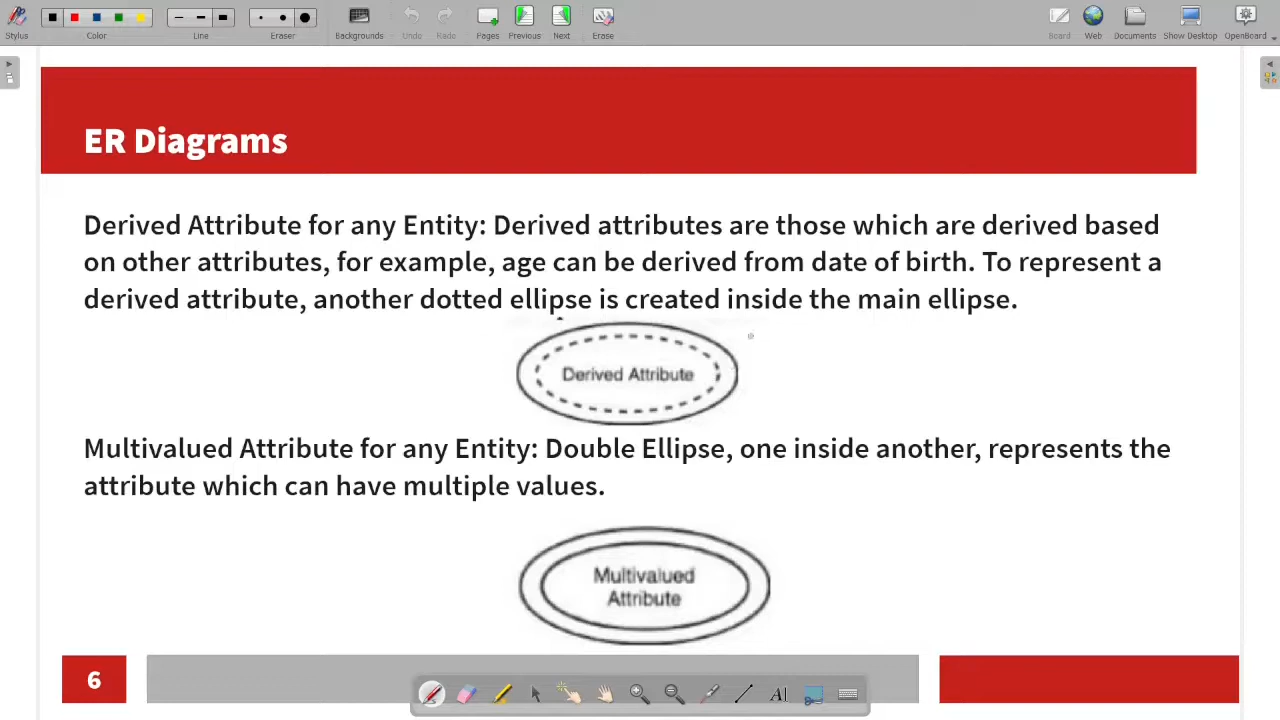 Stylus
Color
Line
Eraser
Backgrounds
Undo
Redo
Pages
Previous
Next
Erase
Board
Web
Documents
Show Desktop
OpenBoard
ER Diagrams
Derived Attribute for any Entity: Derived attributes are those which are derived based
on other attributes, for example, age can be derived from date of birth. To represent a
derived attribute, another dotted ellipse is created inside the main ellipse.
Derived Attribute
Multivalued Attribute for any Entity: Double Ellipse, one inside another, represents the
attribute which can have multiple values.
Multivalued
Attribute
6
AI